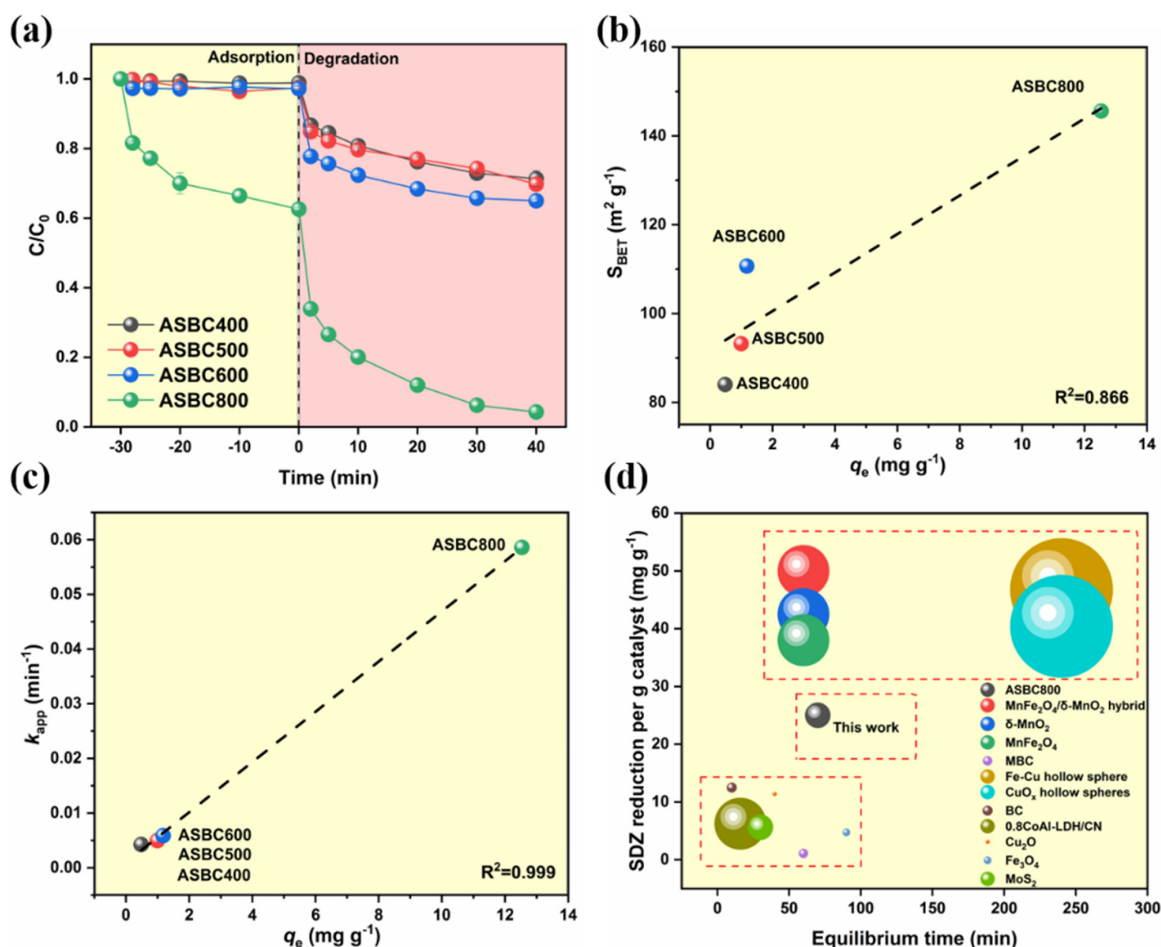 (a)
Adsorption
Degradation
1.0
0.8
0.6
0.4
0.2
0.0
C/C₀
ASBC400
ASBC500
ASBC600
ASBC800
-30 -20 -10 0 10 20 30 40
Time (min)
(b)
160
140
120
100
80
S_BET (m² g⁻¹)
ASBC800
ASBC600
ASBC500
ASBC400
R²=0.866
0 2 4 6 8 10 12 14
qₑ (mg g⁻¹)
(c)
0.06
0.05
0.04
0.03
0.02
0.01
0.00
k_app (min⁻¹)
ASBC800
ASBC600
ASBC500
ASBC400
R²=0.999
0 2 4 6 8 10 12 14
qₑ (mg g⁻¹)
(d)
60
50
40
30
20
10
0
SDZ reduction per g catalyst (mg g⁻¹)
This work
ASBC800
MnFe₂O₄/δ-MnO₂ hybrid
δ-MnO₂
MnFe₂O₄
MBC
Fe-Cu hollow sphere
CuOₓ hollow spheres
BC
0.8CoAl-LDH/CN
Cu₂O
Fe₃O₄
MoS₂
0 50 100 150 200 250 300
Equilibrium time (min)